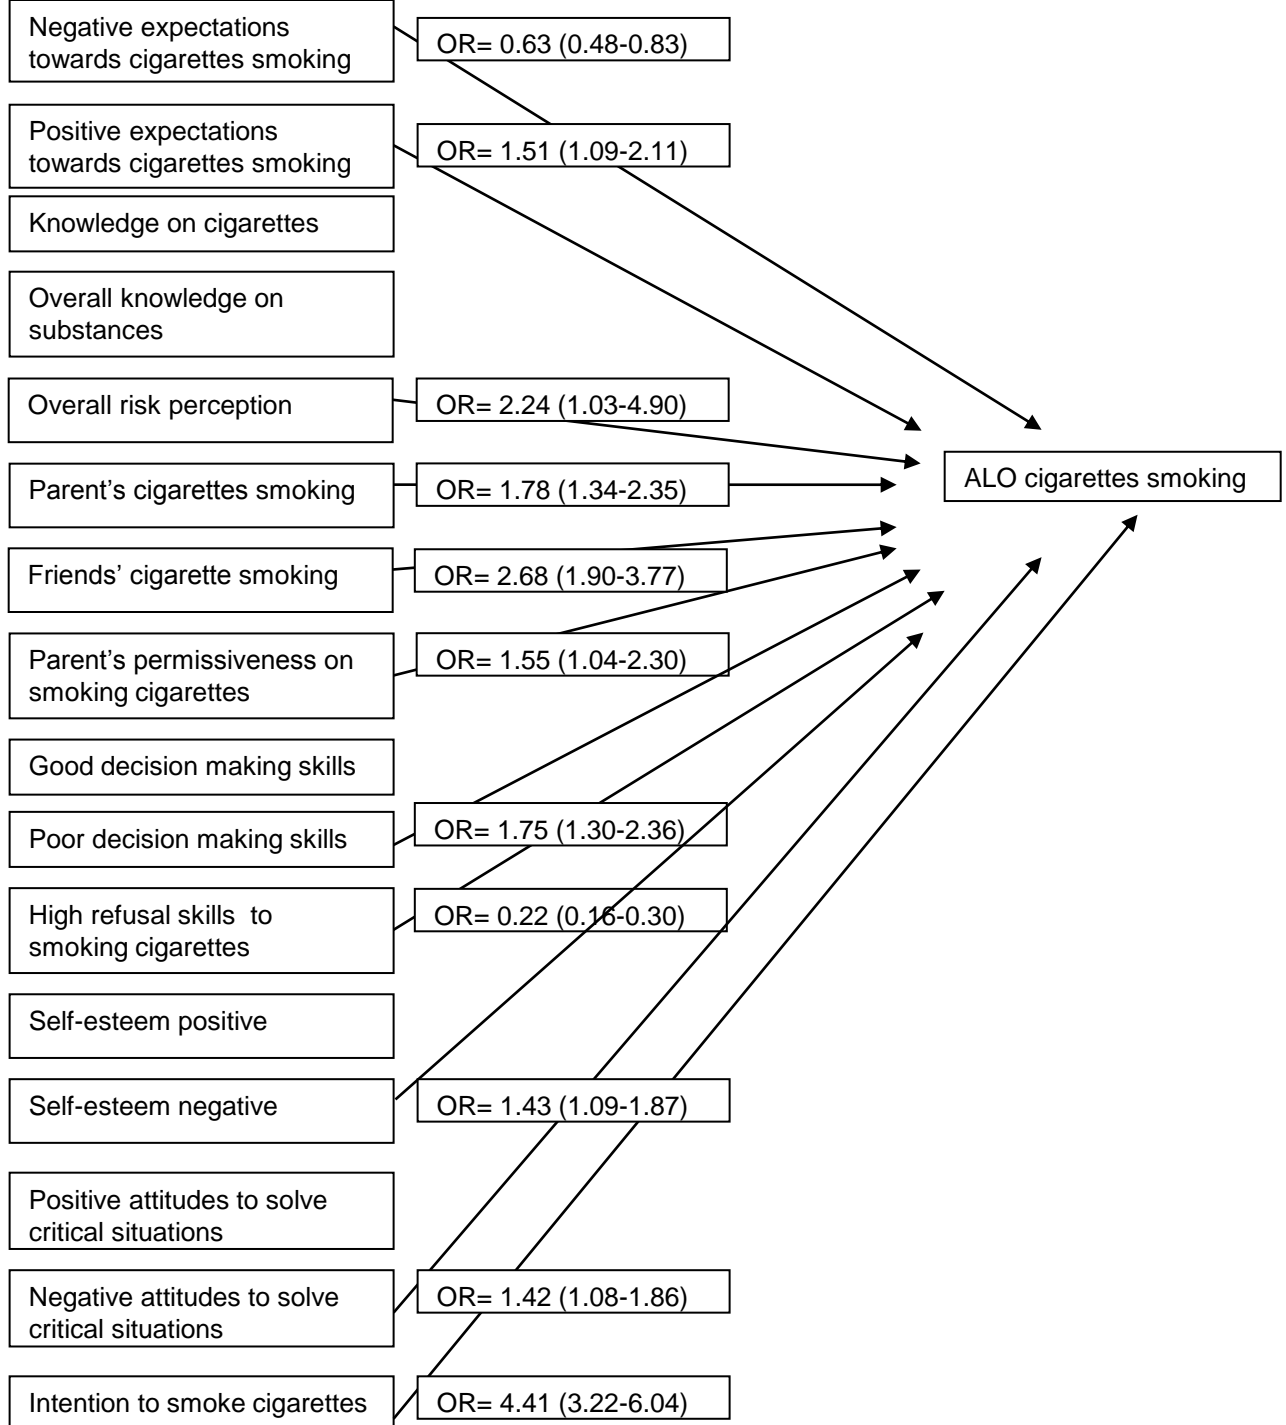 Negative expectations
towards cigarettes smoking
OR= 0.63 (0.48-0.83)
Positive expectations
towards cigarettes smoking
OR= 1.51 (1.09-2.11)
Knowledge on cigarettes
Overall knowledge on
substances
Overall risk perception
OR= 2.24 (1.03-4.90)
Parent's cigarettes smoking
OR= 1.78 (1.34-2.35)
ALO cigarettes smoking
Friends’ cigarette smoking
OR= 2.68 (1.90-3.77)
Parent’s permissiveness on
smoking cigarettes
OR= 1.55 (1.04-2.30)
Good decision making skills
Poor decision making skills
OR= 1.75 (1.30-2.36)
High refusal skills  to
smoking cigarettes
OR= 0.22 (0.16-0.30)
Self-esteem positive
Self-esteem negative
OR= 1.43 (1.09-1.87)
Positive attitudes to solve
critical situations
Negative attitudes to solve
critical situations
OR= 1.42 (1.08-1.86)
Intention to smoke cigarettes
OR= 4.41 (3.22-6.04)